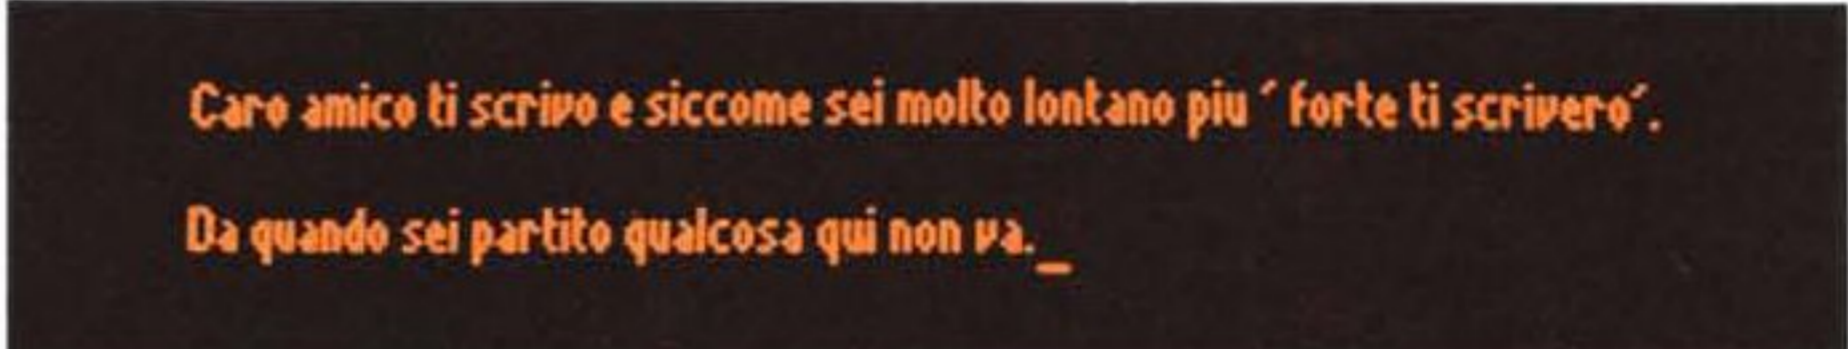 Caro amico ti scrivo e siccome sei molto lontano piu ´ forte ti scrivero´.
Da quando sei partito qualcosa qui non va._